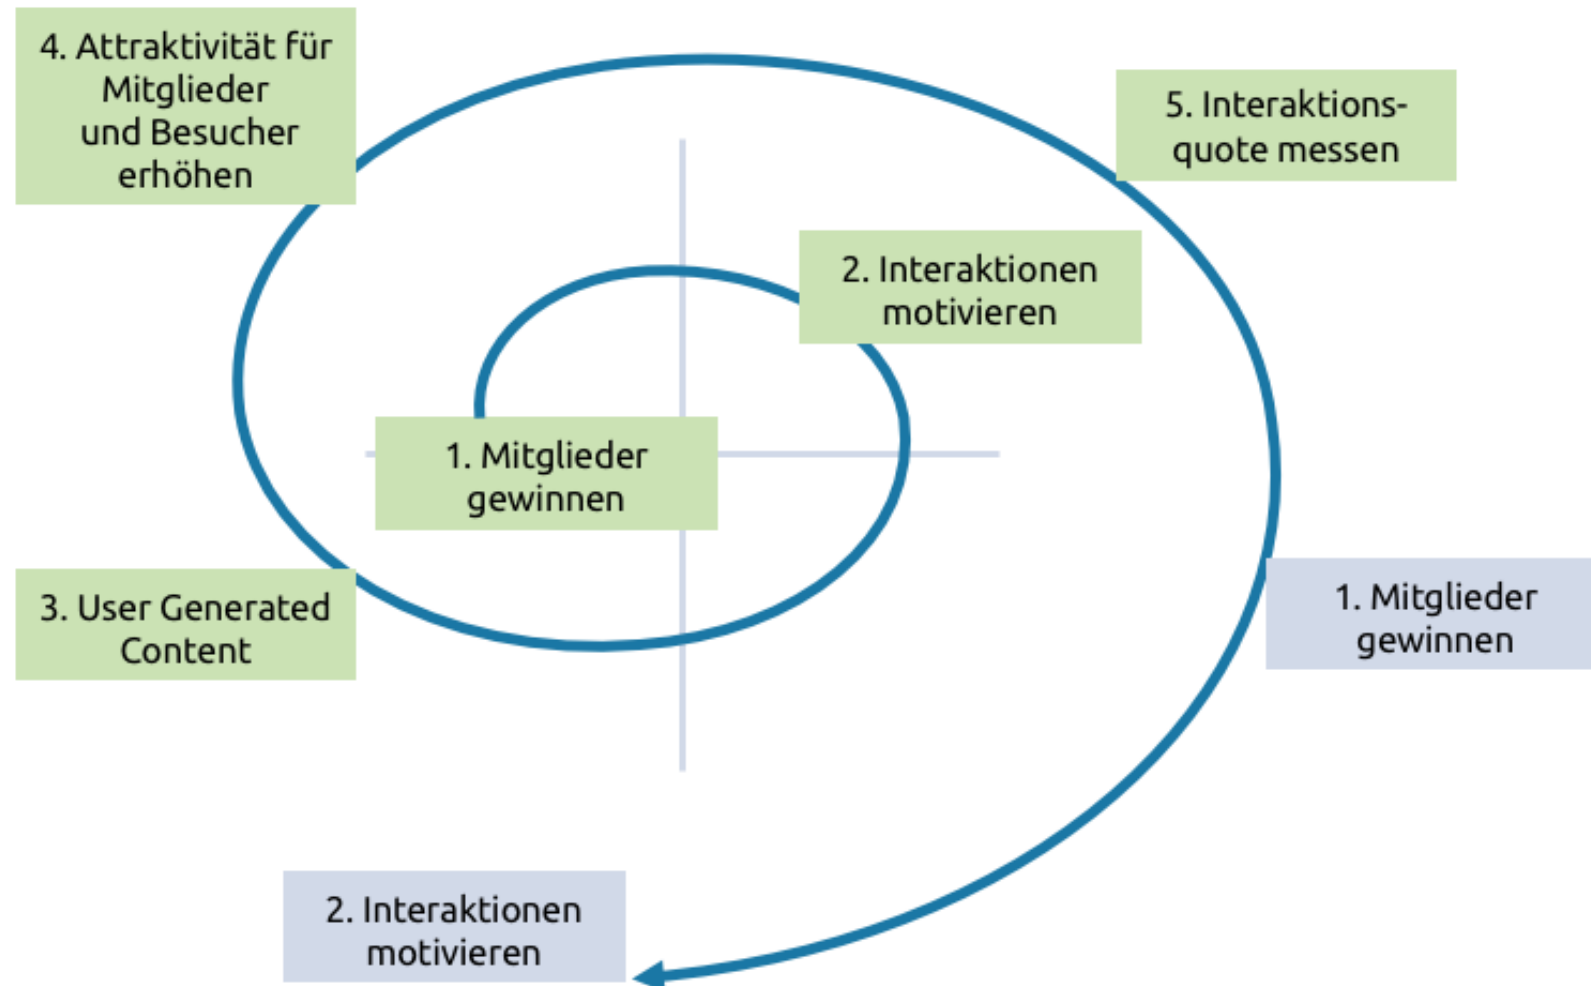 4. Attraktivität für
Mitglieder
und Besucher
erhöhen
5. Interaktions-
quote messen
2. Interaktionen
motivieren
1. Mitglieder
gewinnen
3. User Generated
Content
1. Mitglieder
gewinnen
2. Interaktionen
motivieren